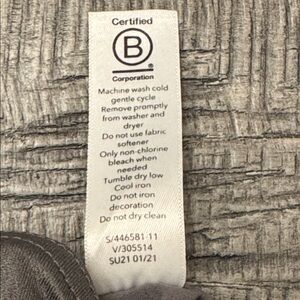 Certified
B
Corporation
Machine wash cold
gentle cycle
Remove promptly
from washer and
dryer
Do not use fabric
softener
Only non-chlorine
bleach when
needed
Tumble dry low
Cool iron
Do not iron
decoration
Do not dry clean
S/446581-11
V/305514
SU21 01/21